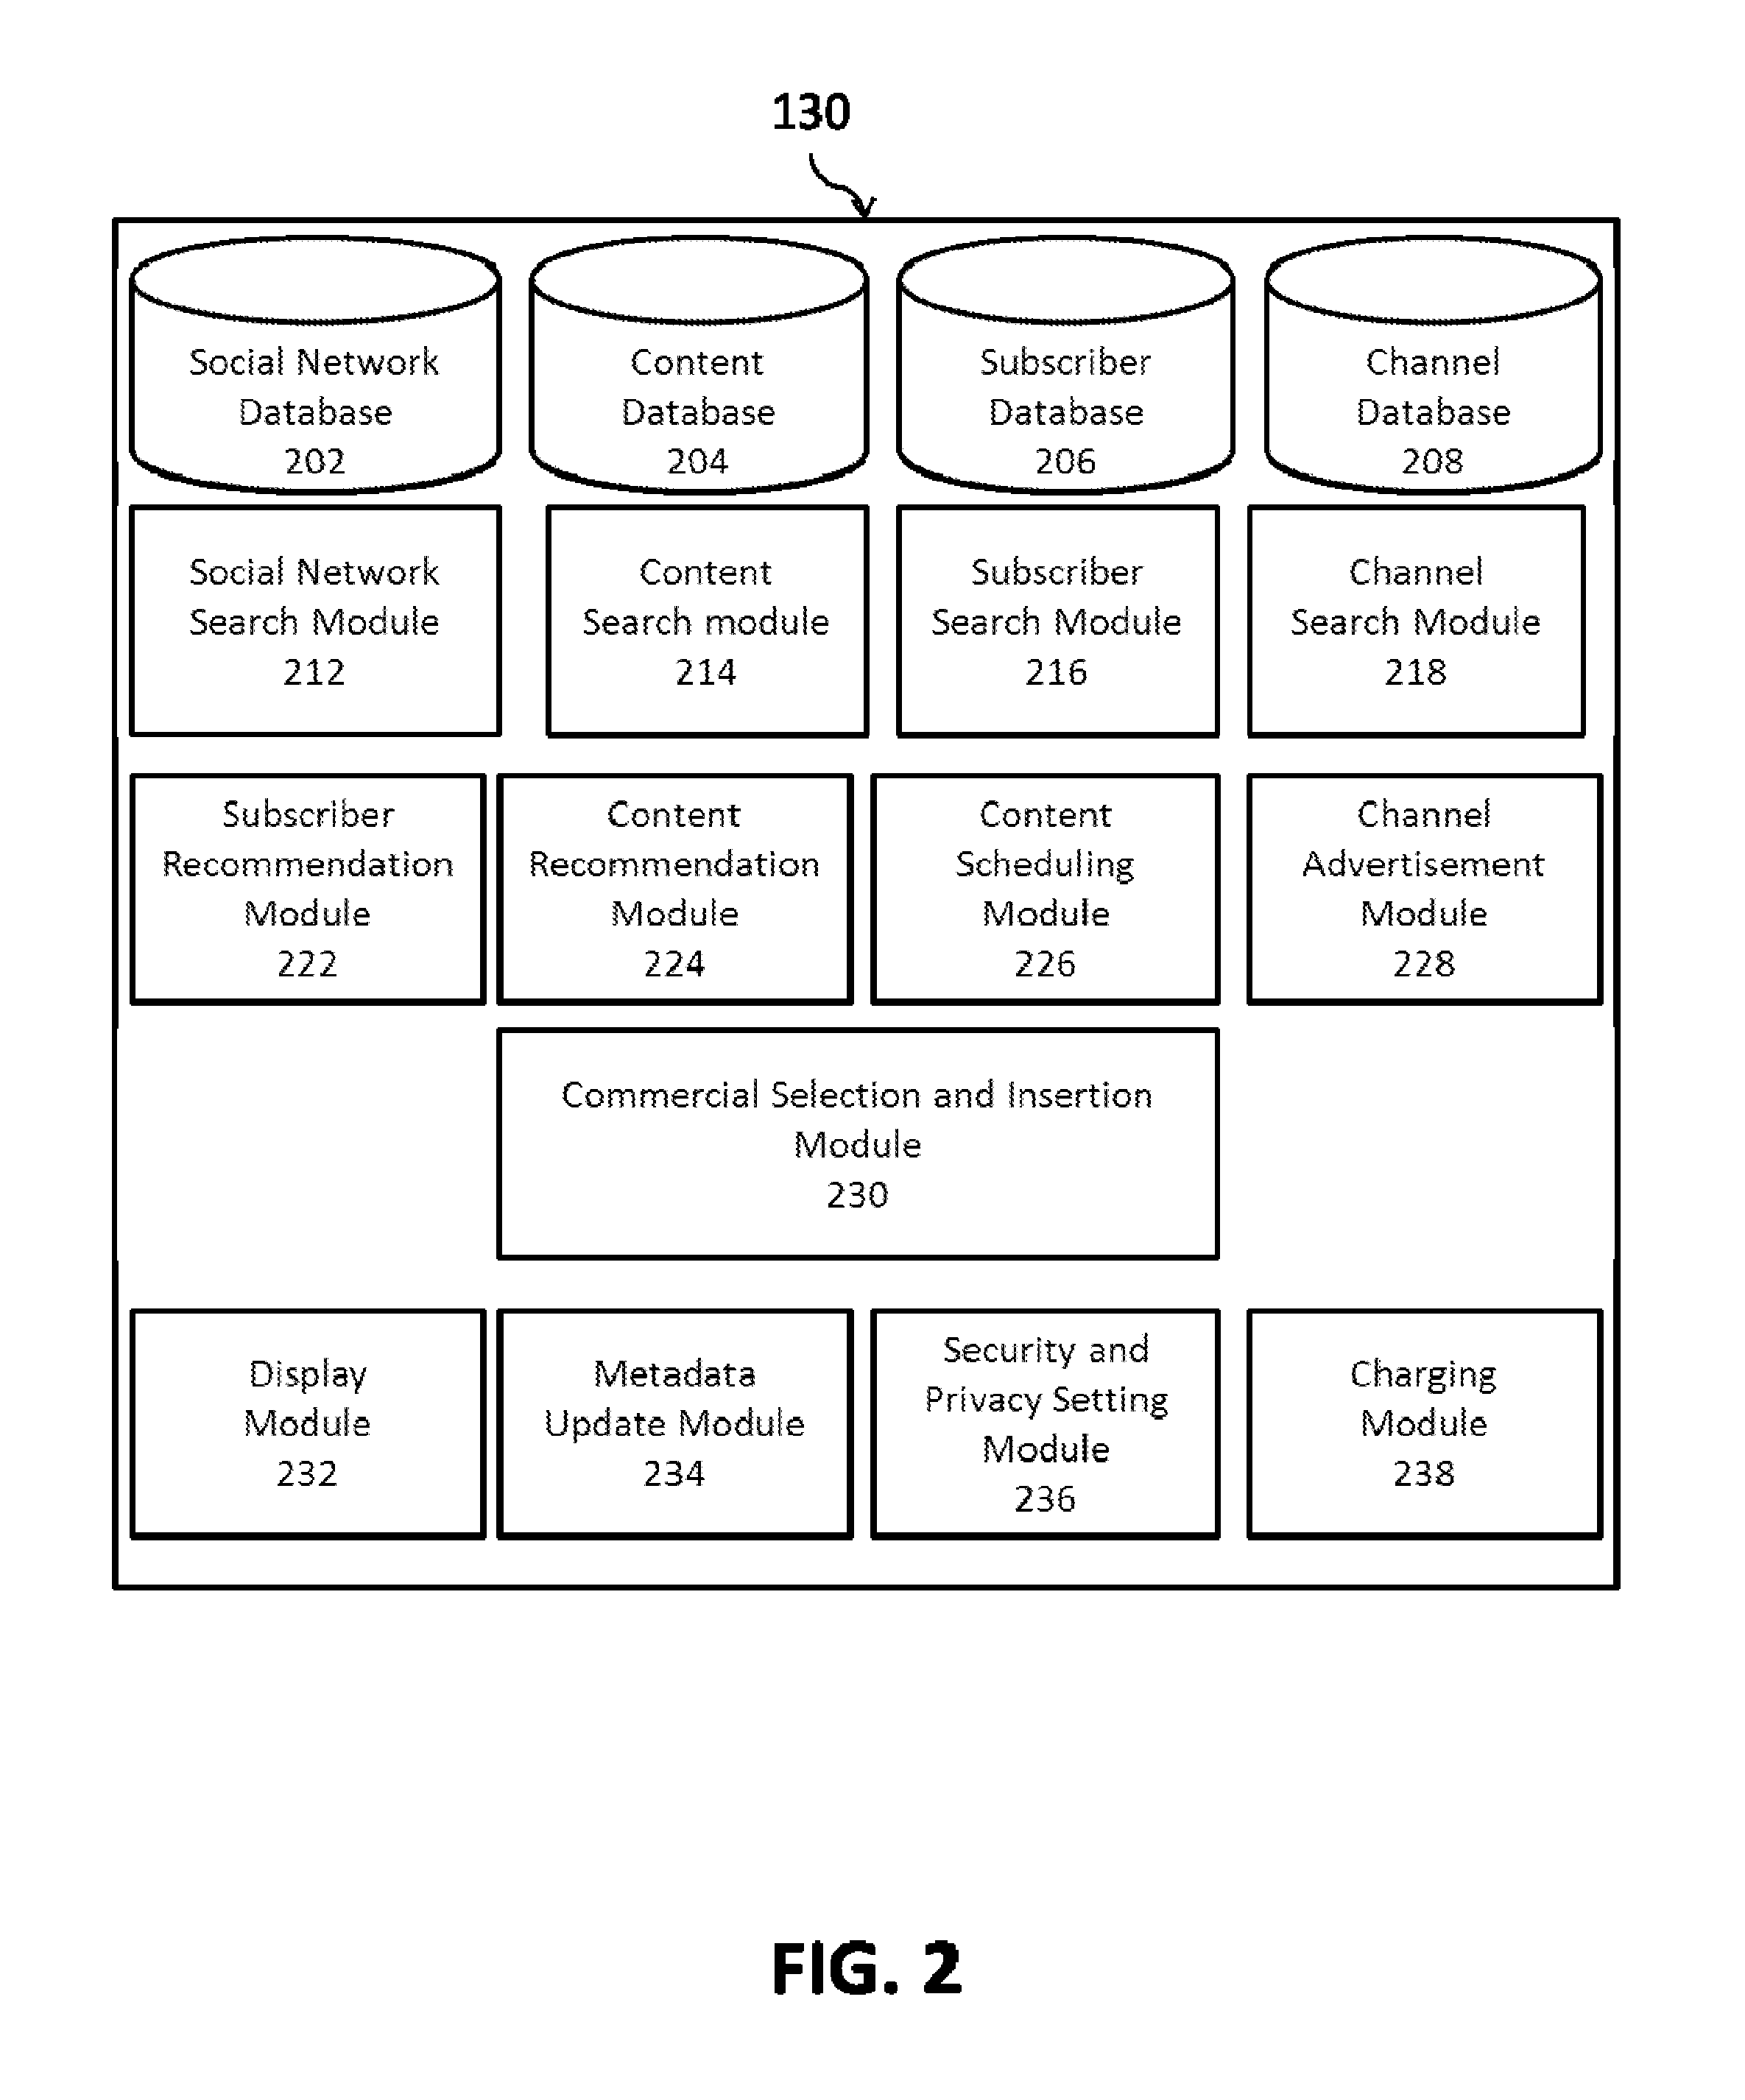 130
Social Network
Database
202
Content
Database
204
Subscriber
Database
206
Channel
Database
208
Social Network
Search Module
212
Content
Search module
214
Subscriber
Search Module
216
Channel
Search Module
218
Subscriber
Recommendation
Module
222
Content
Recommendation
Module
224
Content
Scheduling
Module
226
Channel
Advertisement
Module
228
Commercial Selection and Insertion
Module
230
Display
Module
232
Metadata
Update Module
234
Security and
Privacy Setting
Module
236
Charging
Module
238
FIG. 2